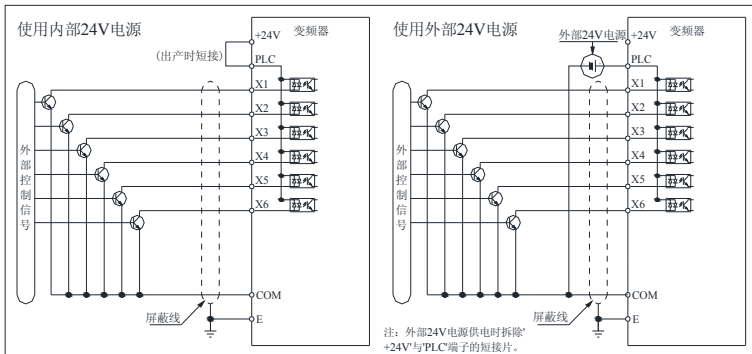 使用内部24V电源
+24V
变频器
(出产时短接)
PLC
X1
X2
X3
X4
X5
X6
外部控制信号
COM
屏蔽线
E
使用外部24V电源
外部24V电源
+24V
变频器
PLC
X1
X2
X3
X4
X5
X6
外部控制信号
COM
屏蔽线
E
注：外部24V电源供电时拆除'
+24V'与'PLC'端子的短接片。